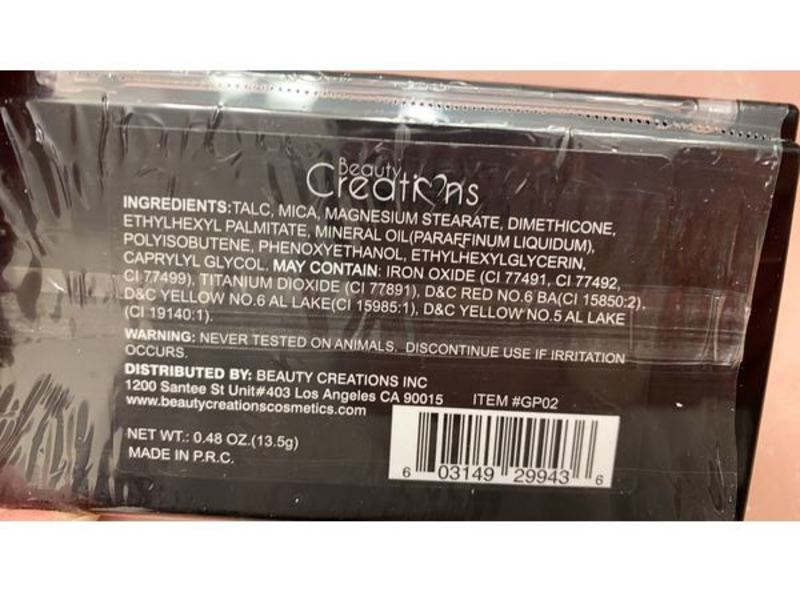 Beauty
Creations
INGREDIENTS:TALC, MICA, MAGNESIUM STEARATE, DIMETHICONE,
ETHYLHEXYL PALMITATE, MINERAL OIL(PARAFFINUM LIQUIDUM),
POLYISOBUTENE, PHENOXYETHANOL, ETHYLHEXYLGLYCERIN,
CAPRYLYL GLYCOL. MAY CONTAIN: IRON OXIDE (CI 77491, CI 77492,
CI 77499), TITANIUM DIOXIDE (CI 77891), D&C RED NO.6 BA(CI 15850:2),
D&C YELLOW NO.6 AL LAKE(CI 15985:1), D&C YELLOW NO.5 AL LAKE
(CI 19140:1).
WARNING: NEVER TESTED ON ANIMALS. DISCONTINUE USE IF IRRITATION
OCCURS.
DISTRIBUTED BY: BEAUTY CREATIONS INC
1200 Santee St Unit#403 Los Angeles CA 90015 ITEM #GP02
www.beautycreationscosmetics.com
NET WT.: 0.48 OZ.(13.5g)
MADE IN P.R.C.
6 03149 29943 6